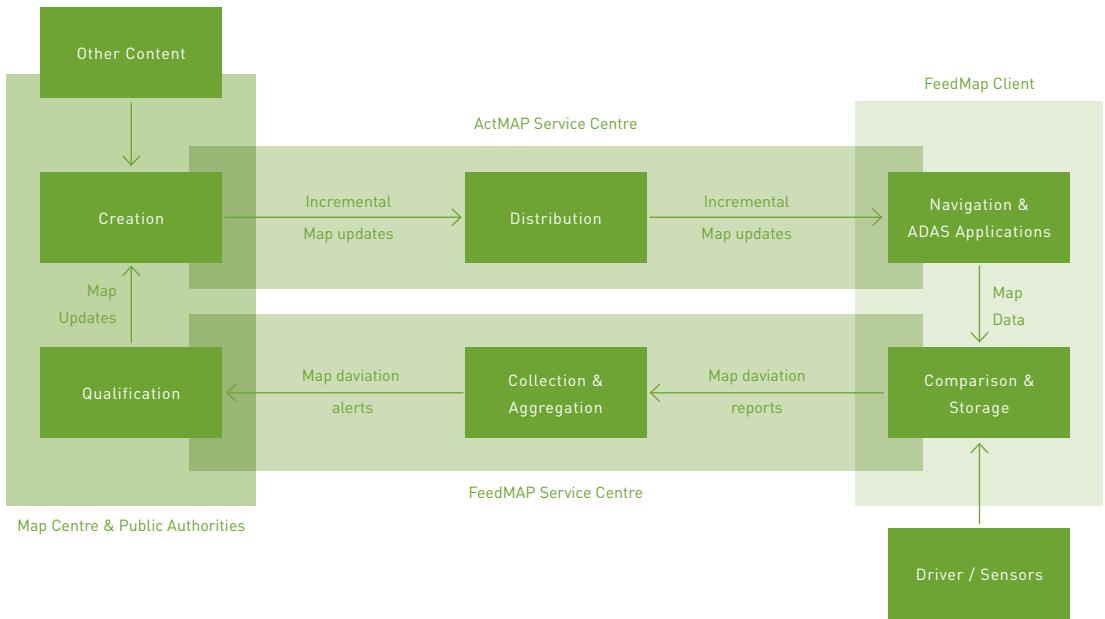 Other Content
FeedMap Client
ActMAP Service Centre
Creation
Incremental
Map updates
Distribution
Incremental
Map updates
Navigation &
ADAS Applications
Map
Updates
Map
Data
Qualification
Map daviation
alerts
Collection &
Aggregation
Map daviation
reports
Comparison &
Storage
FeedMAP Service Centre
Map Centre & Public Authorities
Driver / Sensors